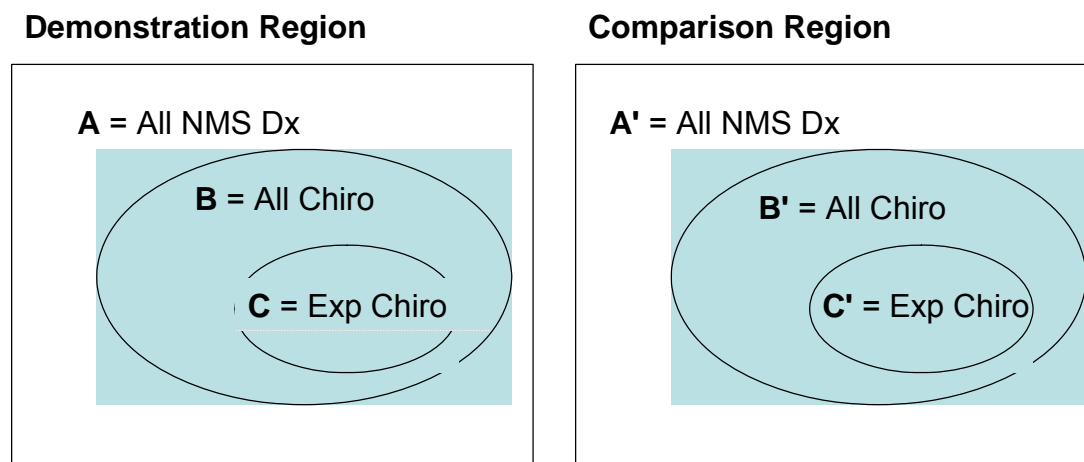 Demonstration Region
Comparison Region
A = All NMS Dx
B = All Chiro
C = Exp Chiro
A' = All NMS Dx
B' = All Chiro
C' = Exp Chiro